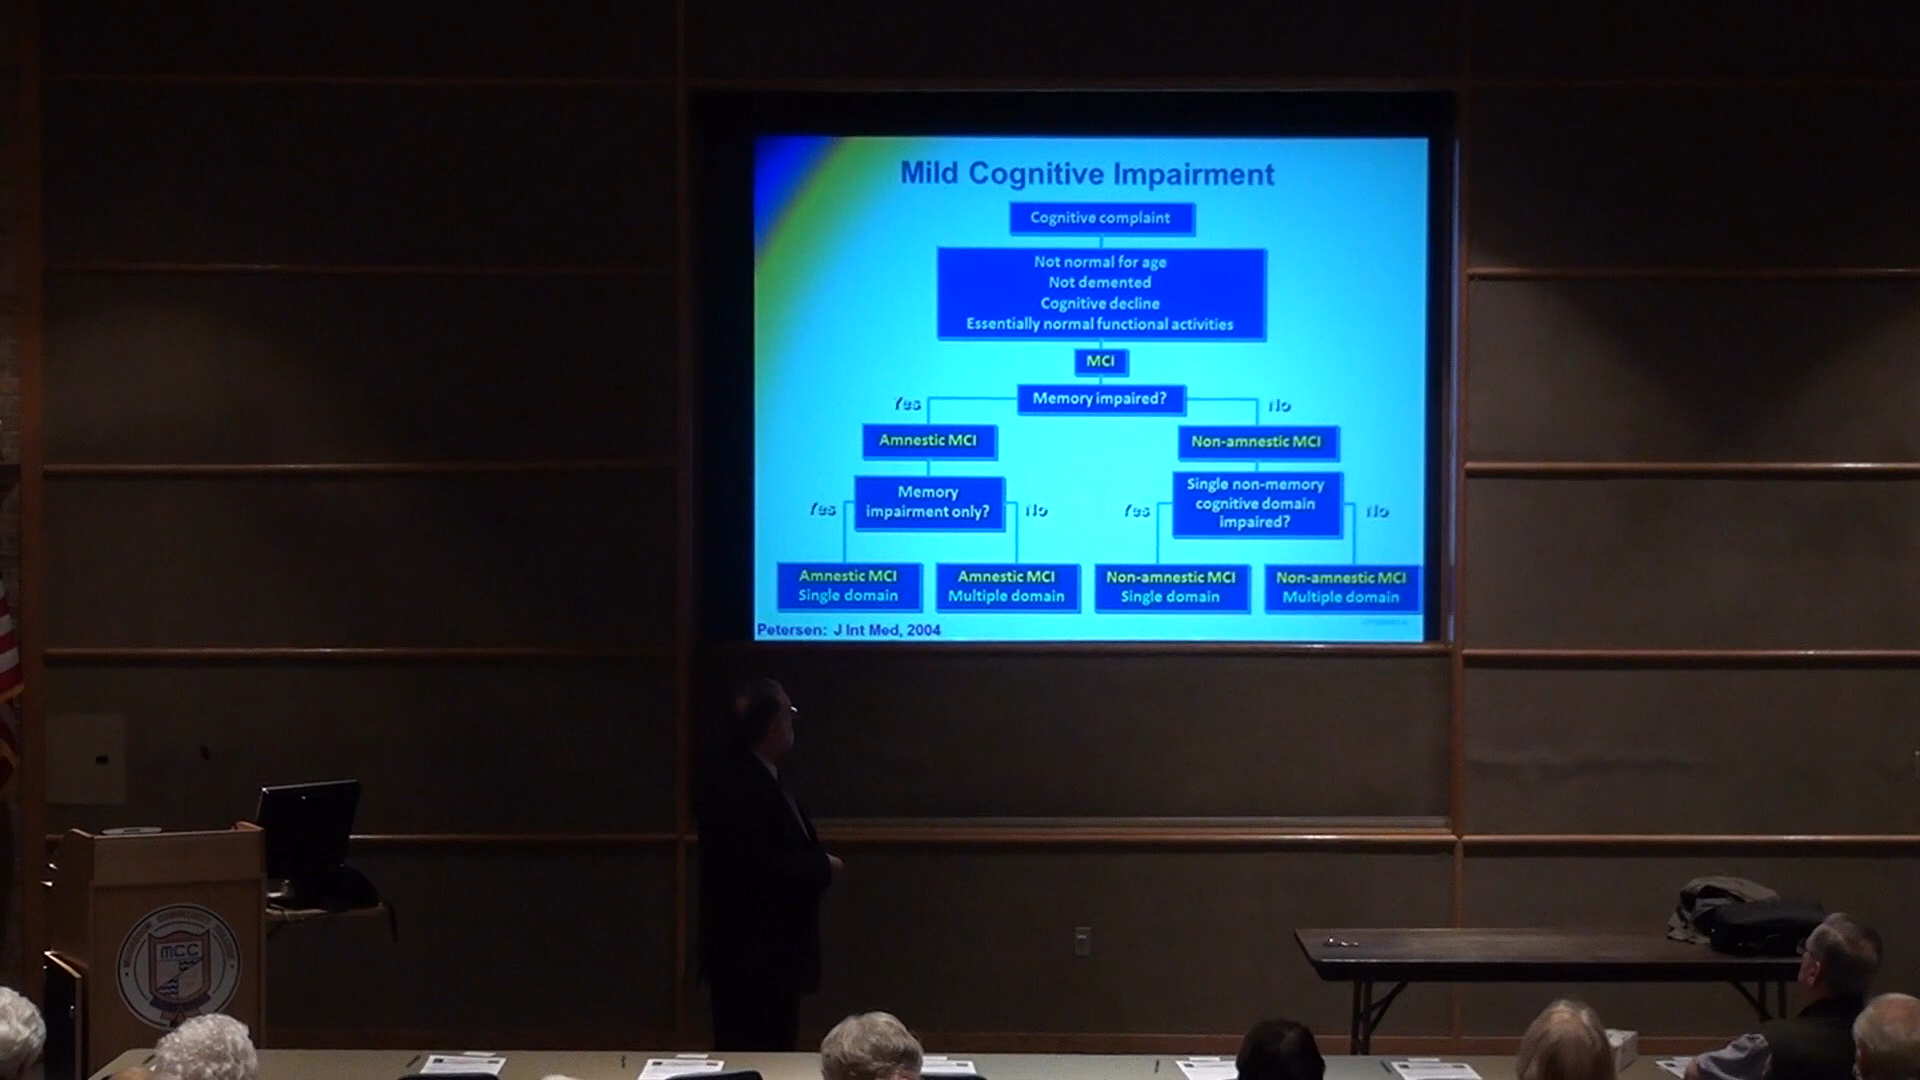 Mild Cognitive Impairment
Cognitive complaint
Not normal for age
Not demented
Cognitive decline
Essentially normal functional activities
MCI
Memory impaired?
Yes
No
Amnestic MCI
Non-amnestic MCI
Memory
impairment only?
Yes
No
Single non-memory
cognitive domain
impaired?
Yes
No
Amnestic MCI
Single domain
Amnestic MCI
Multiple domain
Non-amnestic MCI
Single domain
Non-amnestic MCI
Multiple domain
Petersen: J Int Med, 2004
MCC